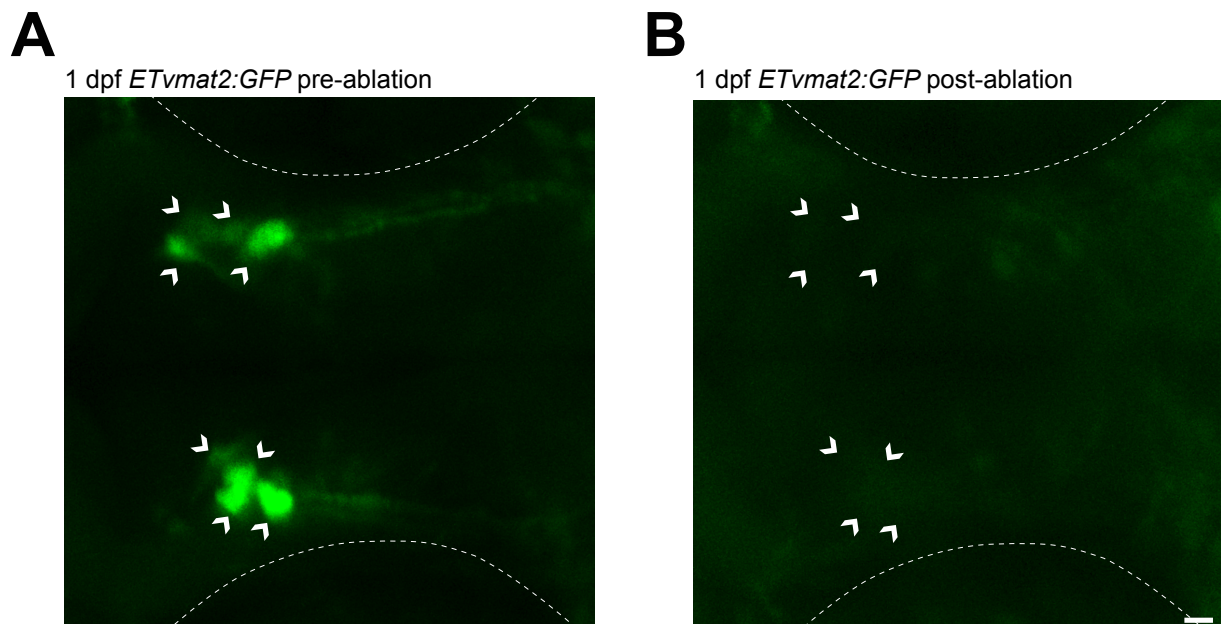 A
B
1 dpf ETvmat2:GFP pre-ablation
1 dpf ETvmat2:GFP post-ablation